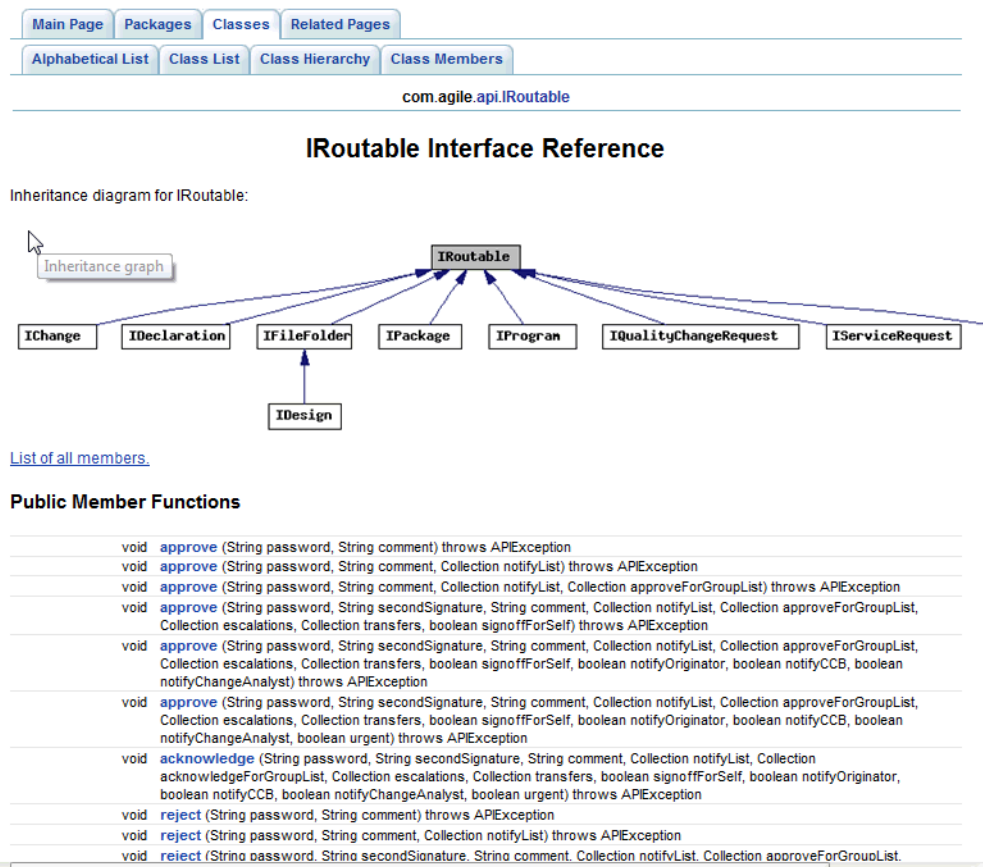 Main Page Packages Classes Related Pages
Alphabetical List Class List Class Hierarchy Class Members
com.agile.api.IRoutable
IRoutable Interface Reference
Inheritance diagram for IRoutable:
IRoutable
Inheritance graph
IChange IDeclaration IFileFolder IPackage IProgram IQualityChangeRequest IServiceRequest
IDesign
List of all members.
Public Member Functions
void approve (String password, String comment) throws APIException
void approve (String password, String comment, Collection notifyList) throws APIException
void approve (String password, String comment, Collection notifyList, Collection approveForGroupList) throws APIException
void approve (String password, String secondSignature, String comment, Collection notifyList, Collection approveForGroupList,
Collection escalations, Collection transfers, boolean signoffForSelf) throws APIException
void approve (String password, String secondSignature, String comment, Collection notifyList, Collection approveForGroupList,
Collection escalations, Collection transfers, boolean signoffForSelf, boolean notifyOriginator, boolean notifyCCB, boolean
notifyChangeAnalyst) throws APIException
void approve (String password, String secondSignature, String comment, Collection notifyList, Collection approveForGroupList,
Collection escalations, Collection transfers, boolean signoffForSelf, boolean notifyOriginator, boolean notifyCCB, boolean
notifyChangeAnalyst, boolean urgent) throws APIException
void acknowledge (String password, String secondSignature, String comment, Collection notifyList, Collection
acknowledgeForGroupList, Collection escalations, Collection transfers, boolean signoffForSelf, boolean notifyOriginator,
boolean notifyCCB, boolean notifyChangeAnalyst, boolean urgent) throws APIException
void reject (String password, String comment) throws APIException
void reject (String password, String comment, Collection notifyList) throws APIException
void reject (String password, String secondSignature, String comment, Collection notifyList, Collection approveForGroupList,